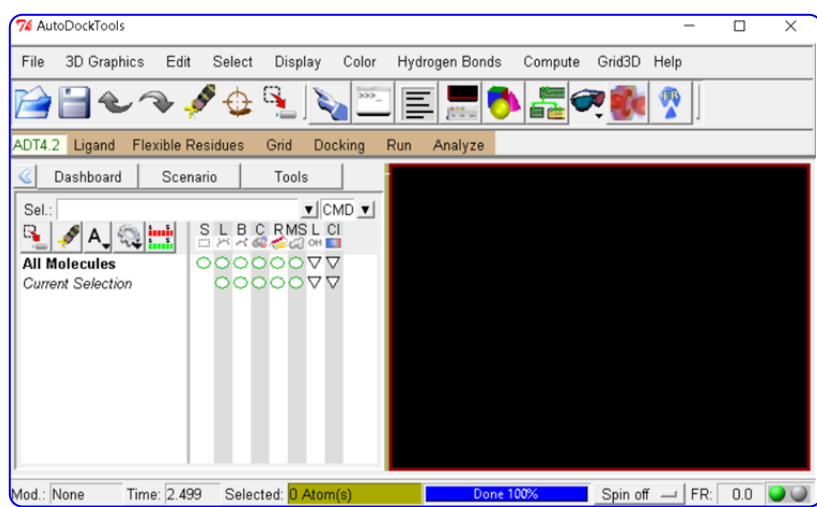 AutoDockTools
File 3D Graphics Edit Select Display Color Hydrogen Bonds Compute Grid3D Help
ADT4.2 Ligand Flexible Residues Grid Docking Run Analyze
Dashboard Scenario Tools
Sel.: CMD
A S L B C R MS L Cl
All Molecules
Current Selection
Mod.: None Time: 2.499 Selected: 0 Atom(s) Done 100% Spin off FR: 0.0